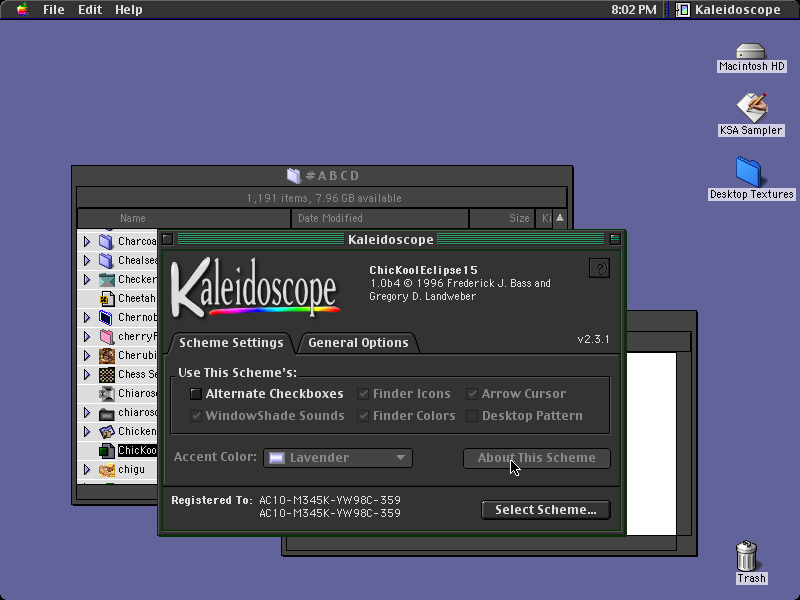 File Edit Help
8:02 PM Kaleidoscope
Macintosh HD
KSA Sampler
Desktop Textures
#ABCD
1,191 items, 7.96 GB available
Name Date Modified Size Ki
Charcoa
Chealsea
Checker
Cheetah
Chernob
cherryF
Cherubi
Chess Se
Chiaros
chiarosc
Chicken
ChicKoo
chigu
Kaleidoscope
Kaleidoscope
ChicKoolEclipse15
1.0b4 © 1996 Frederick J. Bass and
Gregory D. Landweber
?
Scheme Settings General Options v2.3.1
Use This Scheme's:
Alternate Checkboxes Finder Icons Arrow Cursor
WindowShade Sounds Finder Colors Desktop Pattern
Accent Color: Lavender About This Scheme
Registered To: AC10-M345K-YW98C-359
AC10-M345K-YW98C-359
Select Scheme...
Trash